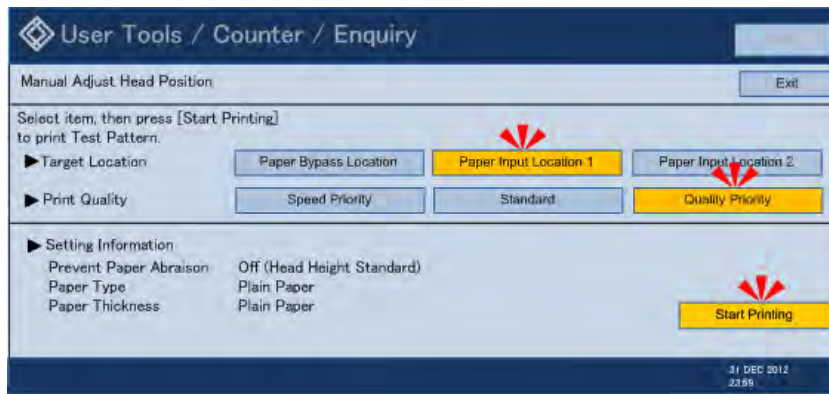 User Tools / Counter / Enquiry
Manual Adjust Head Position
Exit
Select item, then press [Start Printing]
to print Test Pattern.
▶Target Location Paper Bypass Location Paper Input Location 1 Paper Input Location 2
▶Print Quality Speed Priority Standard Quality Priority
▶Setting Information
Prevent Paper Abraison Off (Head Height Standard)
Paper Type Plain Paper
Paper Thickness Plain Paper
Start Printing
31 DEC 2012
23:59